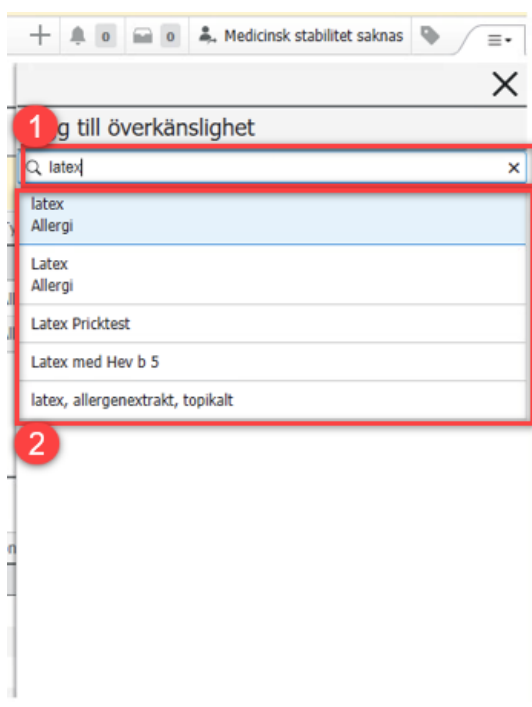 0 0 Medicinsk stabilitet saknas
1 g till överkänslighet
latex
latex
Allergi
Latex
Allergi
Latex Pricktest
Latex med Hev b 5
latex, allergenextrakt, topikalt
2